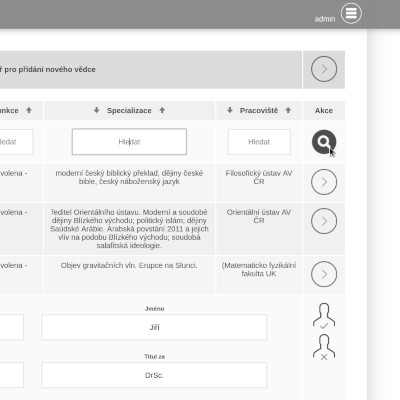 admin
pro přidání nového vědce
Specializace Pracoviště Akce
Hledat Hledat
volena - moderní český biblický překlad, dějiny české Filosofický ústav AV
bible, český náboženský jazyk ČR
volena - ředitel Orientálního ústavu. Moderní a soudobé Orientální ústav AV
dějiny Blízkého východu; politický islám; dějiny ČR
Saúdské Arábie. Arabská povstání 2011 a jejich
vliv na podobu Blízkého východu; soudobá
salafitská ideologie.
volena - Objev gravitačních vln. Erupce na Slunci. (Matematicko fyzikální
fakulta UK
Jméno
Jiří
Titul za
DrSc.